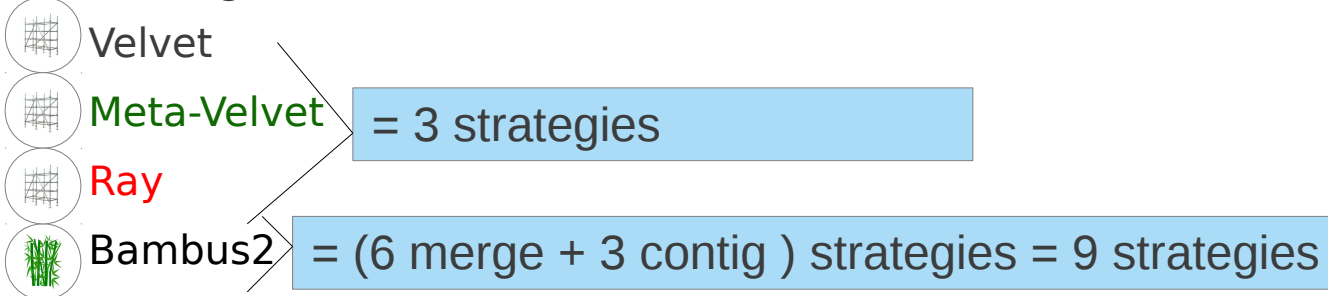 Velvet
Meta-Velvet
= 3 strategies
Ray
Bambus2
= (6 merge + 3 contig ) strategies = 9 strategies